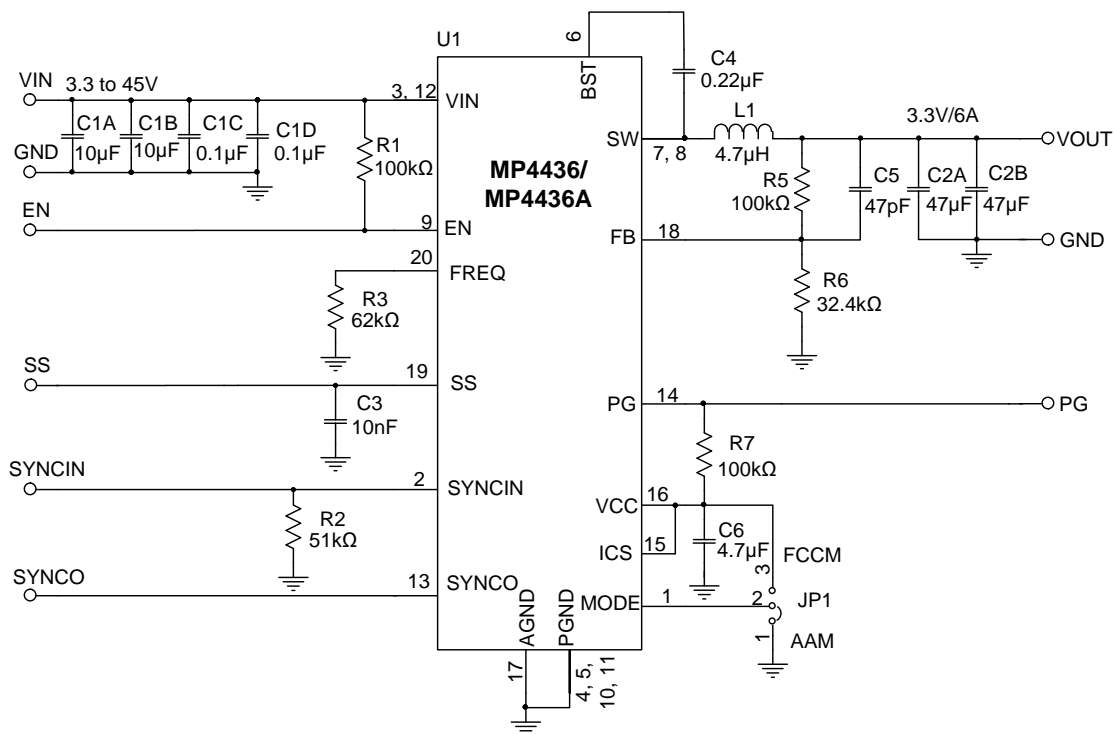 U1
6
BST
C4
0.22µF
VIN
3.3 to 45V
3, 12
VIN
C1A
10µF
C1B
10µF
C1C
0.1µF
C1D
0.1µF
R1
100kΩ
GND
EN
9
EN
MP4436/
MP4436A
SW
7, 8
L1
4.7µH
3.3V/6A
VOUT
R5
100kΩ
C5
47pF
C2A
47µF
C2B
47µF
FB
18
GND
R6
32.4kΩ
20
FREQ
R3
62kΩ
SS
19
SS
C3
10nF
PG
14
PG
R7
100kΩ
SYNCIN
2
SYNCIN
R2
51kΩ
VCC
16
ICS
15
C6
4.7µF
FCCM
3
SYNCO
13
SYNCO
MODE
1
2
JP1
1
AAM
AGND
PGND
17
4, 5,
10, 11